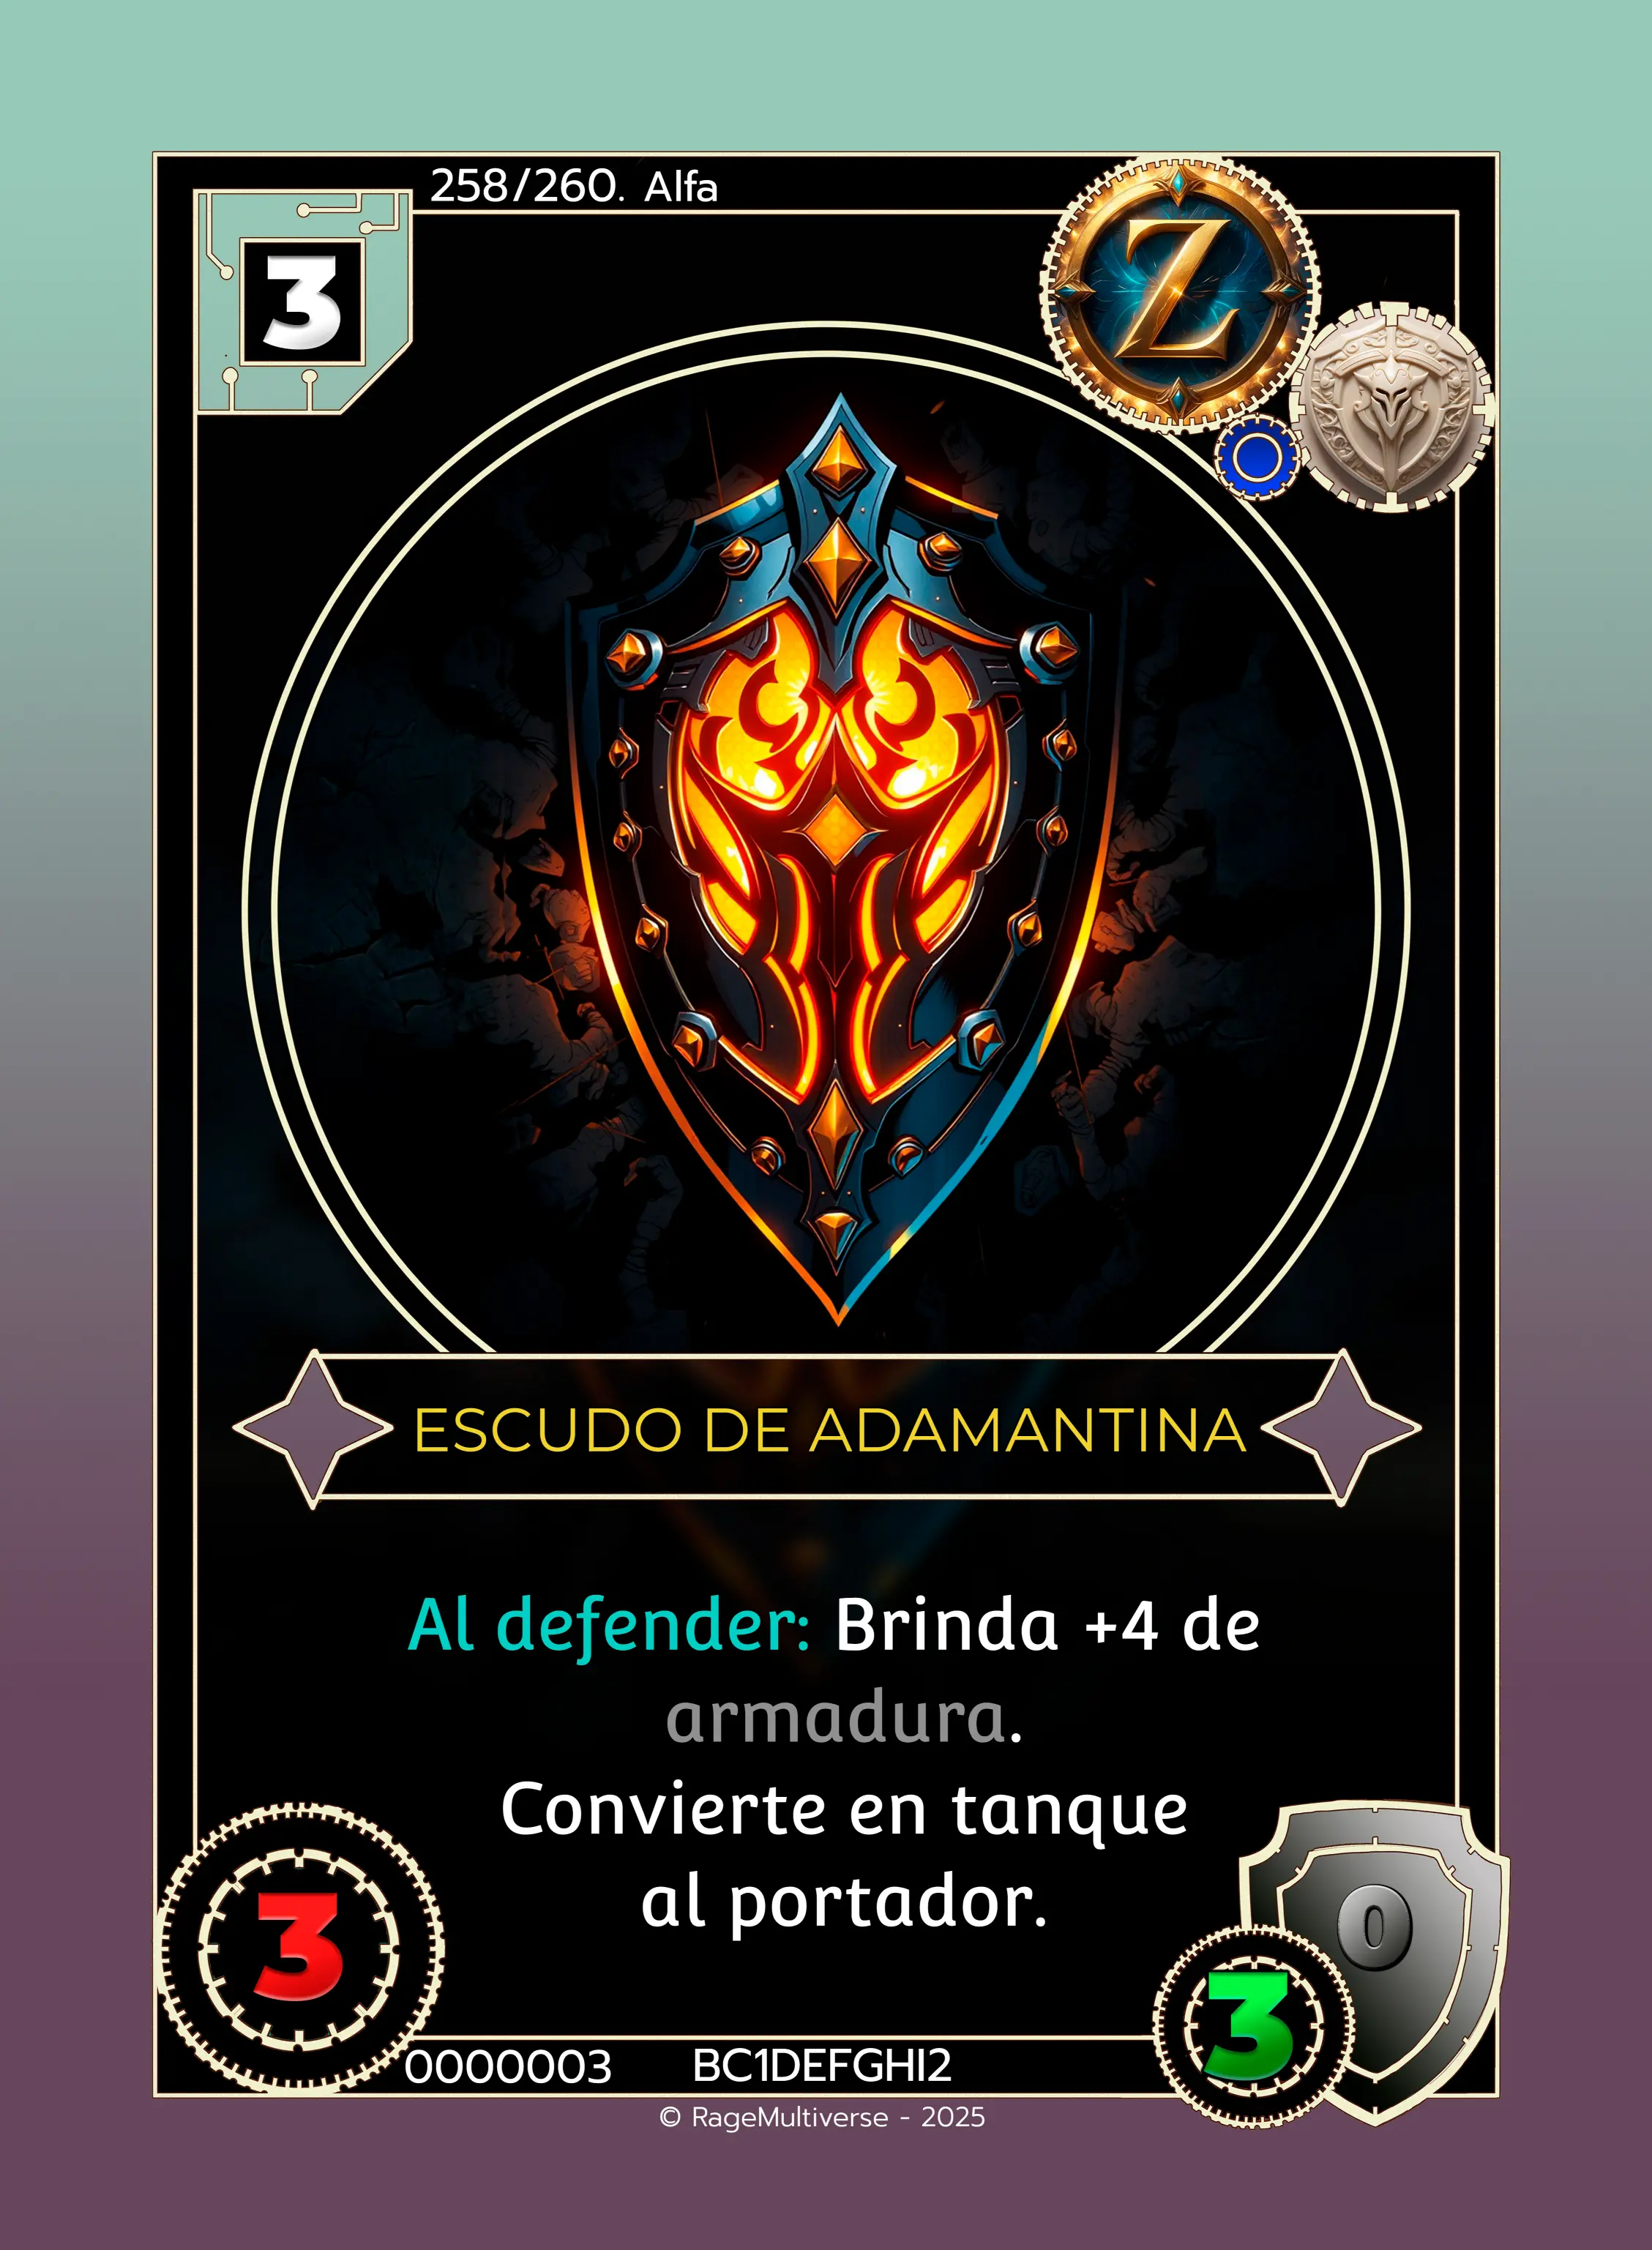 258/260. Alfa
3
Z
ESCUDO DE ADAMANTINA
Al defender: Brinda +4 de
armadura.
Convierte en tanque
al portador.
3
0
3
0000003 BC1DEFGHI2
© RageMultiverse - 2025